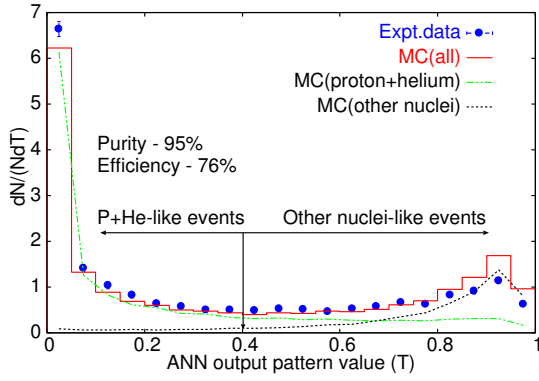 Expt.data
MC(all)
MC(proton+helium)
MC(other nuclei)
Purity - 95%
Efficiency - 76%
P+He-like events
Other nuclei-like events
dN/(NdT)
7
6
5
4
3
2
1
0
0 0.2 0.4 0.6 0.8 1
ANN output pattern value (T)